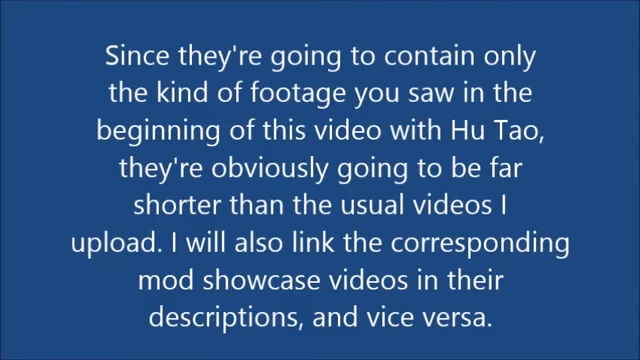 Since they're going to contain only
the kind of footage you saw in the
beginning of this video with Hu Tao,
they're obviously going to be far
shorter than the usual videos I
upload. I will also link the corresponding
mod showcase videos in their
descriptions, and vice versa.